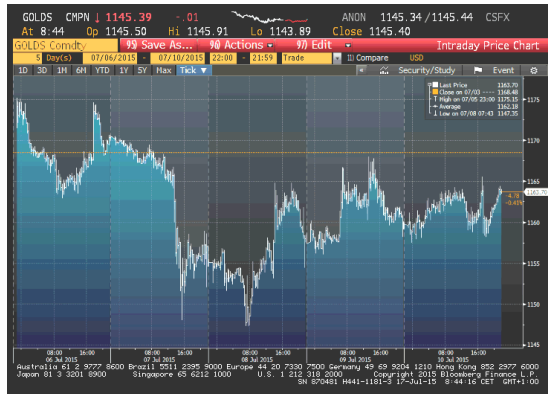 GOLDS CMPN ↓ 1145.39 -.01 ANON 1145.34/1145.44 CSFX
At 8:44 Op 1145.50 Hi 1145.91 Lo 1143.89 Close 1145.40
GOLDS Comdty 95) Save As... 96) Actions 97) Edit Intraday Price Chart
5 Day(s) 07/06/2015 - 07/10/2015 22:00 - 21:59 Trade Compare USD
1D 3D 1M 6M YTD 1Y 5Y Max Tick ▼ « Security/Study Event
Last Price 1163.70
Close on 07/03 ---- 1168.48
High on 07/05 23:00 1175.15
Average 1162.18
Low on 07/08 07:43 1147.35
1175
1170
1165
1163.70
-4.78
-0.41%
1160
1155
1150
1145
08:00 16:00 08:00 16:00 08:00 16:00 08:00 16:00 08:00 16:00
06 Jul 2015 07 Jul 2015 08 Jul 2015 09 Jul 2015 10 Jul 2015
Australia 61 2 9777 8600 Brazil 5511 2395 9000 Europe 44 20 7330 7500 Germany 49 69 9204 1210 Hong Kong 852 2977 6000
Japan 81 3 3201 8900 Singapore 65 6212 1000 U.S. 1 212 318 2000 Copyright 2015 Bloomberg Finance L.P.
SN 870481 H441-1181-3 17-Jul-15 8:44:16 CET GMT+1:00